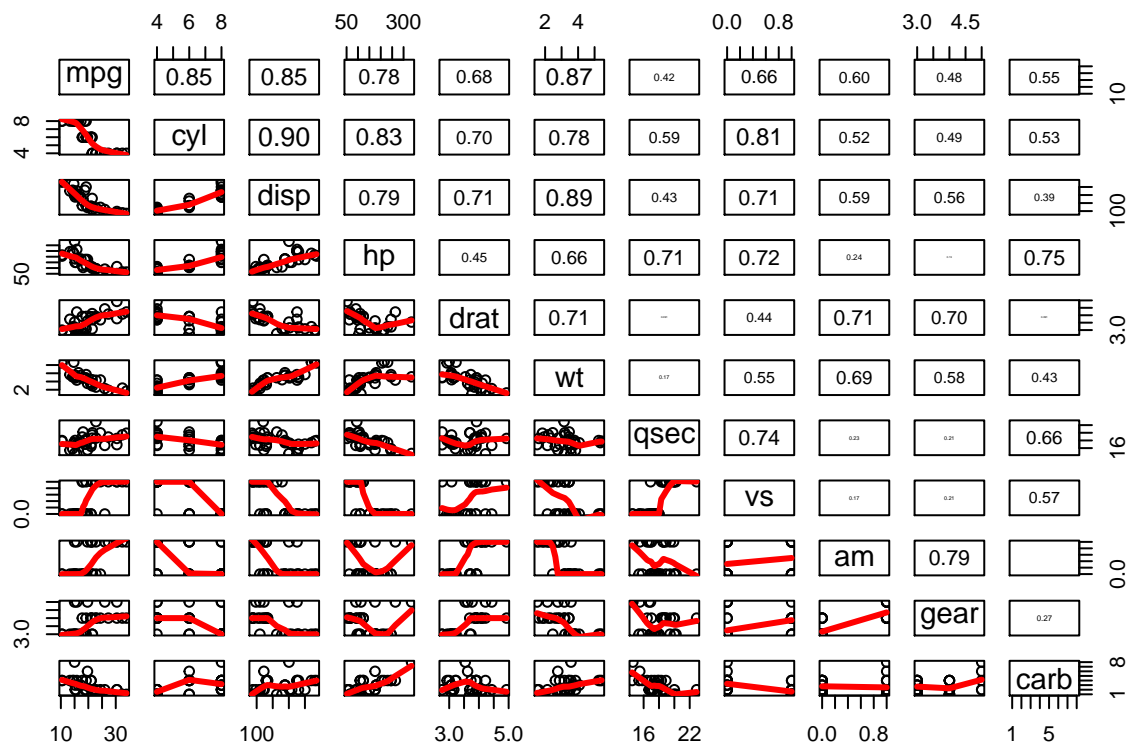 4 6 8 50 300 2 4 0.0 0.8 3.0 4.5
mpg 0.85 0.85 0.78 0.68 0.87 0.42 0.66 0.60 0.48 0.55 10
8 4 cyl 0.90 0.83 0.70 0.78 0.59 0.81 0.52 0.49 0.53
disp 0.79 0.71 0.89 0.43 0.71 0.59 0.56 0.39 100
50 hp 0.45 0.66 0.71 0.72 0.24 0.75
drat 0.71 0.44 0.71 0.70 3.0
2 wt 0.17 0.55 0.69 0.58 0.43
qsec 0.74 0.23 0.21 0.66 16
0.0 vs 0.17 0.21 0.57
am 0.79 0.0
3.0 gear 0.27
carb 8 1
10 20 30 100 3.0 5.0 16 22 0.0 0.8 1 5